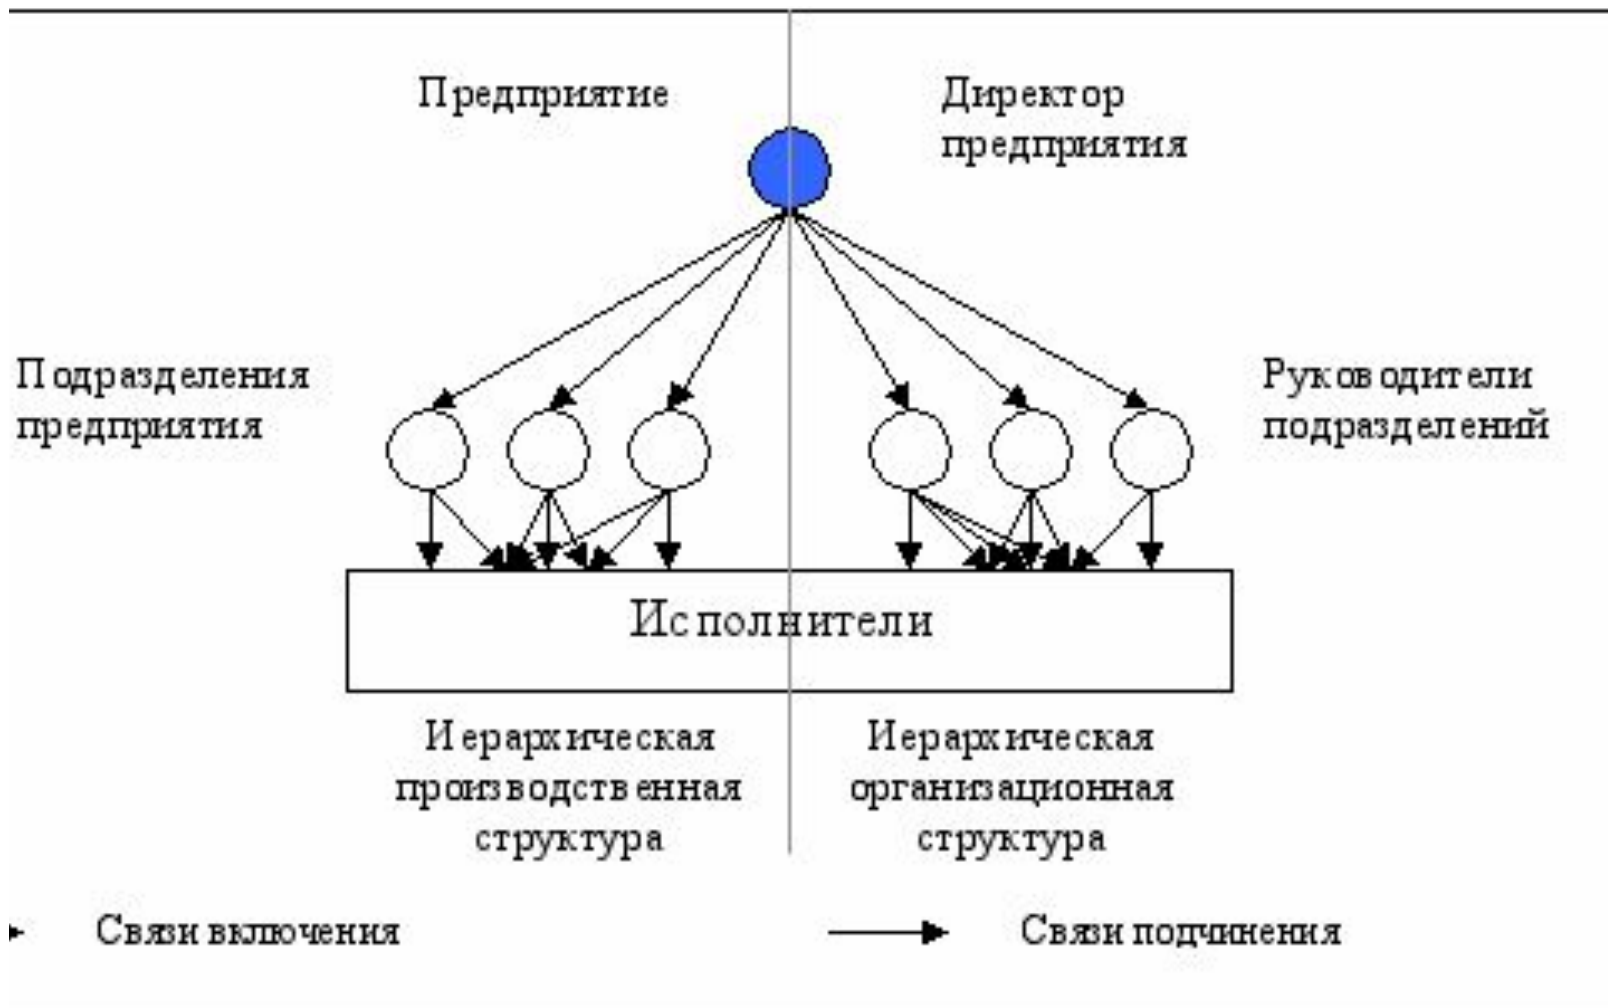 Предприятие
Директор
предприятия
Подразделения
предприятия
Руководители
подразделений
Исполнители
Иерархическая
производственная
структура
Иерархическая
организационная
структура
Связи включения
Связи подчинения